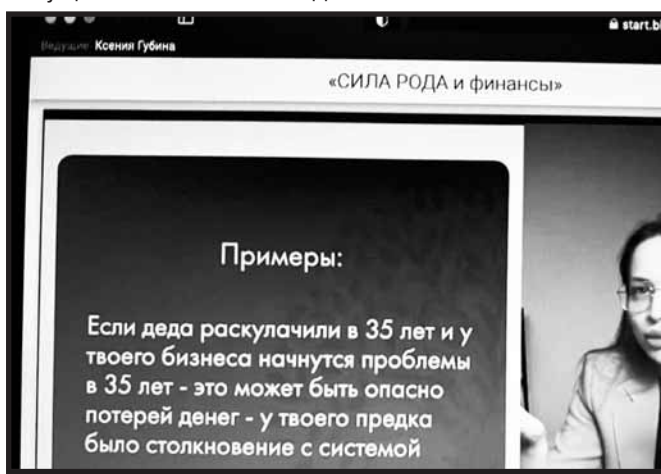 start.b
Ведущие Ксения Губина
«СИЛА РОДА и финансы»
Примеры:
Если деда раскулачили в 35 лет и у
твоего бизнеса начнутся проблемы
в 35 лет - это может быть опасно
потерей денег - у твоего предка
было столкновение с системой